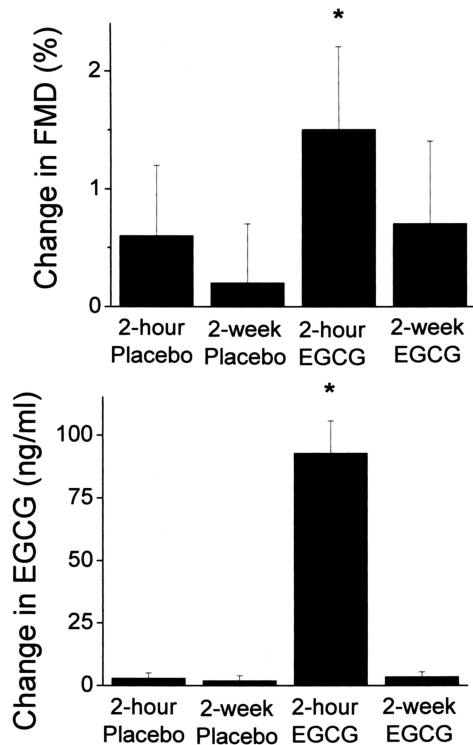 *
Change in FMD (%)
2
1
0
2-hour 2-week 2-hour 2-week
Placebo Placebo EGCG EGCG
*
Change in EGCG (ng/ml)
100
75
50
25
0
2-hour 2-week 2-hour 2-week
Placebo Placebo EGCG EGCG